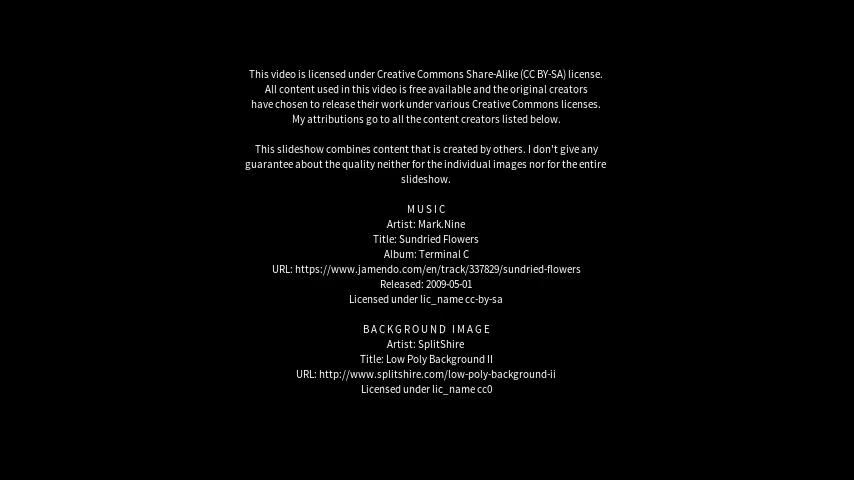 This video is licensed under Creative Commons Share-Alike (CC BY-SA) license.
All content used in this video is free available and the original creators
have chosen to release their work under various Creative Commons licenses.
My attributions go to all the content creators listed below.
This slideshow combines content that is created by others. I don't give any
guarantee about the quality neither for the individual images nor for the entire
slideshow.
MUSIC
Artist: Mark.Nine
Title: Sundried Flowers
Album: Terminal C
URL: https://www.jamendo.com/en/track/337829/sundried-flowers
Released: 2009-05-01
Licensed under lic_name cc-by-sa
BACKGROUND IMAGE
Artist: SplitShire
Title: Low Poly Background II
URL: http://www.splitshire.com/low-poly-background-ii
Licensed under lic_name cc0